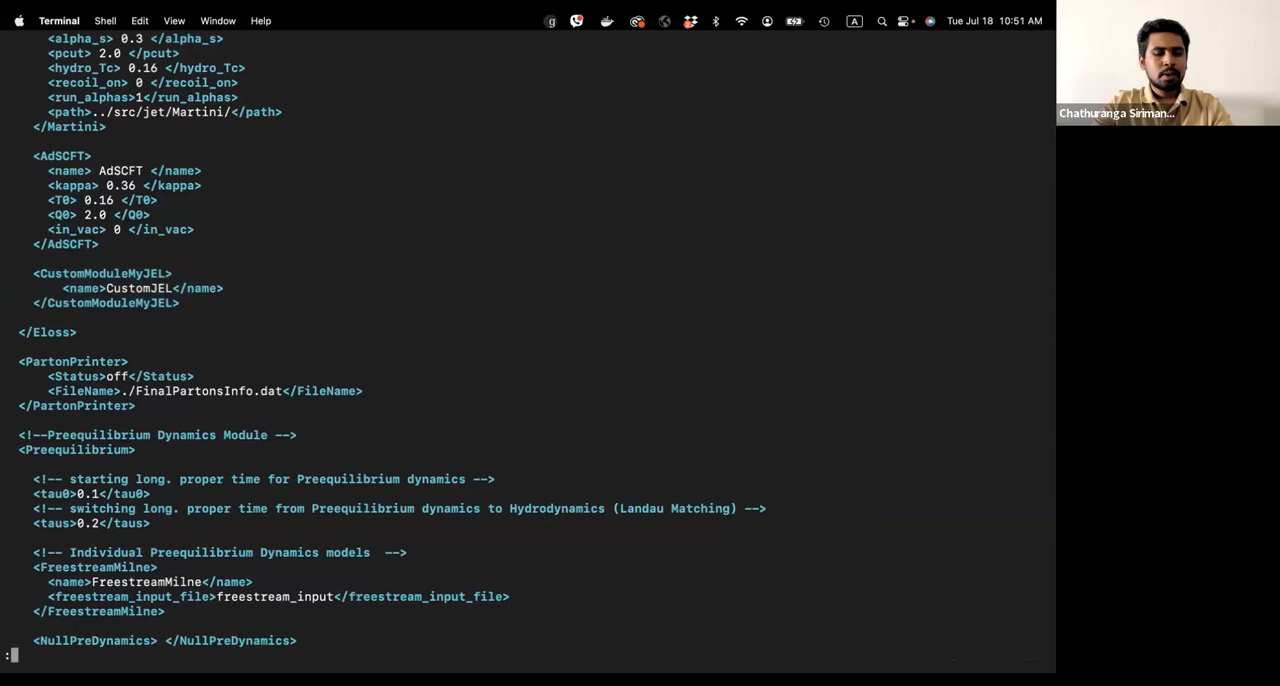 Terminal Shell Edit View Window Help
g A Tue Jul 18 10:51 AM
<alpha_s> 0.3 </alpha_s>
<pcut> 2.0 </pcut>
<hydro_Tc> 0.16 </hydro_Tc>
<recoil_on> 0 </recoil_on>
<run_alphas>1</run_alphas>
<path>../src/jet/Martini/</path>
</Martini>
<AdSCFT>
<name> AdSCFT </name>
<kappa> 0.36 </kappa>
<T0> 0.16 </T0>
<Q0> 2.0 </Q0>
<in_vac> 0 </in_vac>
</AdSCFT>
<CustomModuleMyJEL>
<name>CustomJEL</name>
</CustomModuleMyJEL>
</Eloss>
<PartonPrinter>
<Status>off</Status>
<FileName>./FinalPartonsInfo.dat</FileName>
</PartonPrinter>
<!--Preequilibrium Dynamics Module -->
<Preequilibrium>
<!-- starting long. proper time for Preequilibrium dynamics -->
<tau0>0.1</tau0>
<!-- switching long. proper time from Preequilibrium dynamics to Hydrodynamics (Landau Matching) -->
<taus>0.2</taus>
<!-- Individual Preequilibrium Dynamics models  -->
<FreestreamMilne>
<name>FreestreamMilne</name>
<freestream_input_file>freestream_input</freestream_input_file>
</FreestreamMilne>
<NullPreDynamics> </NullPreDynamics>
:
Chathuranga Siriman...